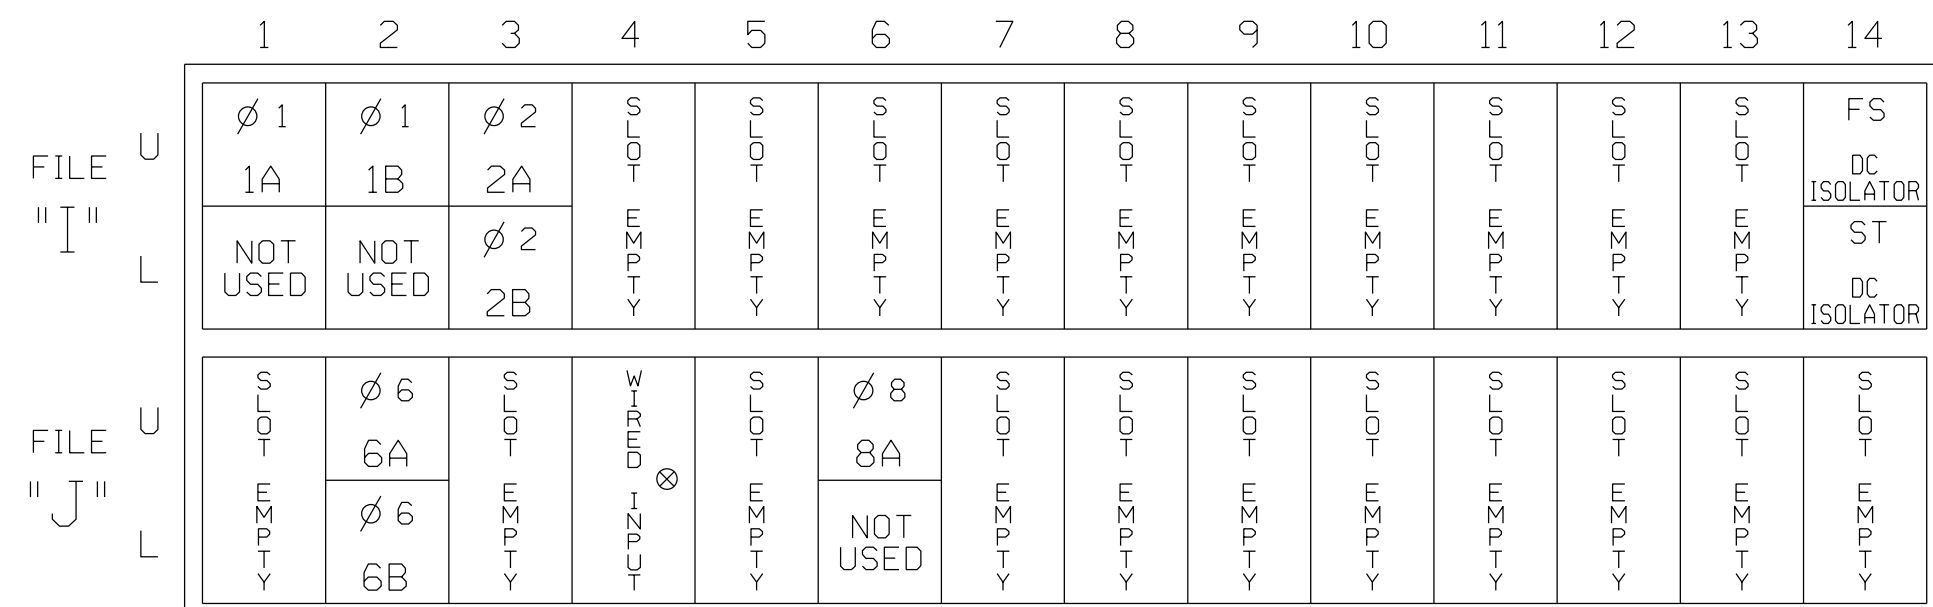 1 2 3 4 5 6 7 8 9 10 11 12 13 14
FILE
"I"
U
L
Ø 1
1A
NOT
USED
Ø 1
1B
NOT
USED
Ø 2
2A
Ø 2
2B
SLOT EMPTY
SLOT EMPTY
SLOT EMPTY
SLOT EMPTY
SLOT EMPTY
SLOT EMPTY
SLOT EMPTY
SLOT EMPTY
SLOT EMPTY
SLOT EMPTY
FS
DC
ISOLATOR
ST
DC
ISOLATOR
FILE
"J"
U
L
SLOT EMPTY
Ø 6
6A
Ø 6
6B
SLOT EMPTY
WIRED INPUT ⊗
SLOT EMPTY
Ø 8
8A
NOT
USED
SLOT EMPTY
SLOT EMPTY
SLOT EMPTY
SLOT EMPTY
SLOT EMPTY
SLOT EMPTY
SLOT EMPTY
SLOT EMPTY